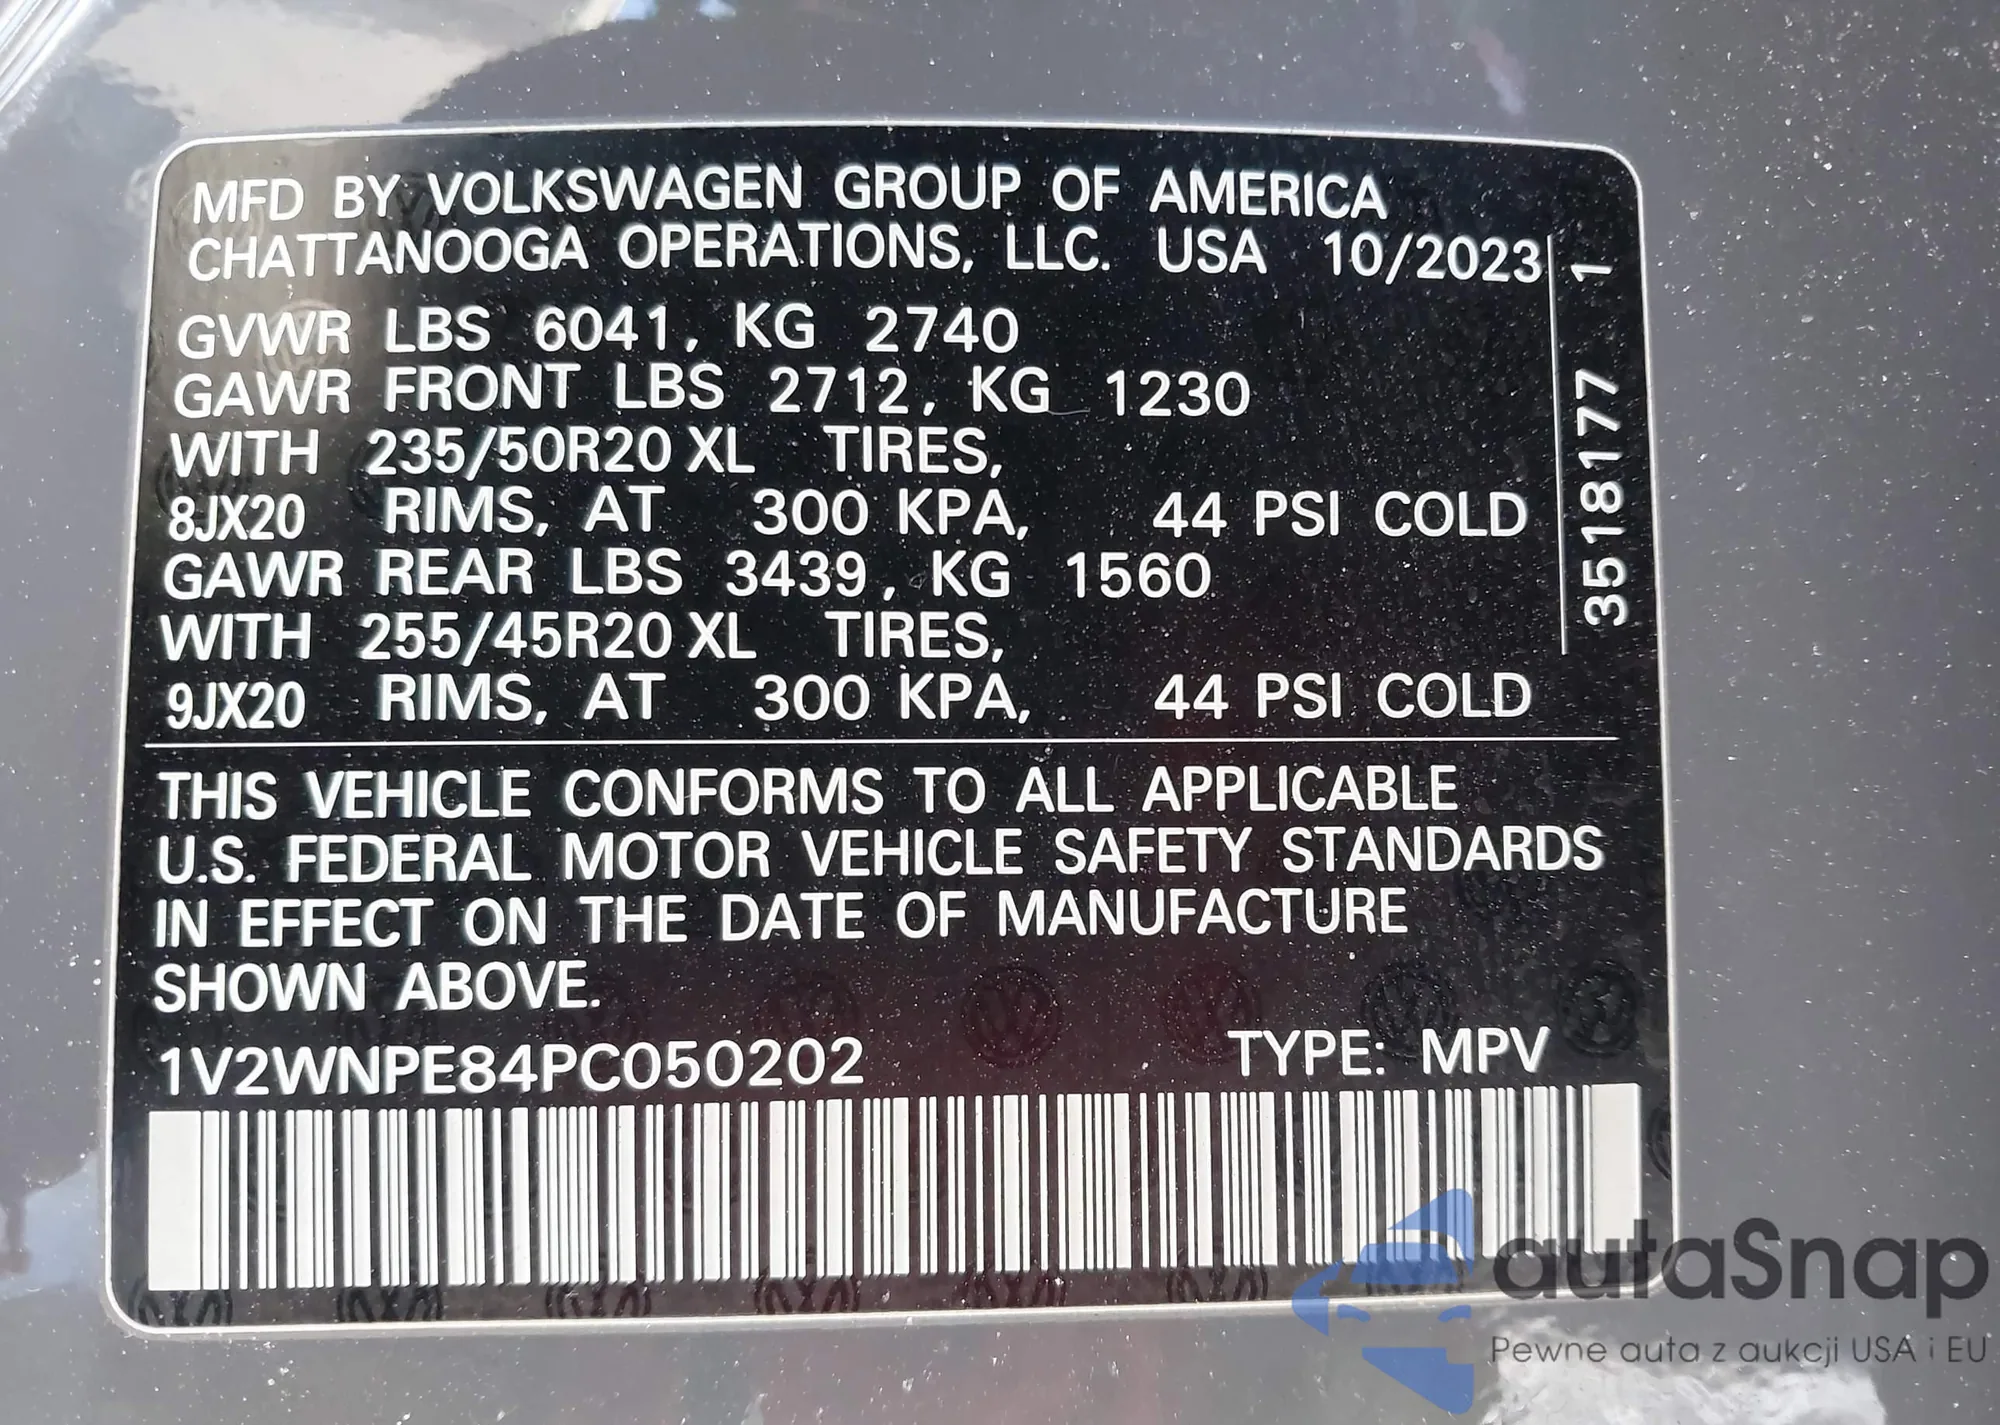 MFD BY VOLKSWAGEN GROUP OF AMERICA
CHATTANOOGA OPERATIONS, LLC. USA 10/2023
GVWR LBS 6041, KG 2740
GAWR FRONT LBS 2712, KG 1230
WITH 235/50R20 XL TIRES,
8JX20 RIMS, AT 300 KPA, 44 PSI COLD
GAWR REAR LBS 3439, KG 1560
WITH 255/45R20 XL TIRES,
9JX20 RIMS, AT 300 KPA, 44 PSI COLD
3518177 1
THIS VEHICLE CONFORMS TO ALL APPLICABLE
U.S. FEDERAL MOTOR VEHICLE SAFETY STANDARDS
IN EFFECT ON THE DATE OF MANUFACTURE
SHOWN ABOVE.
1V2WNPE84PC050202 TYPE: MPV
autaSnap
Pewne auta z aukcji USA i EU